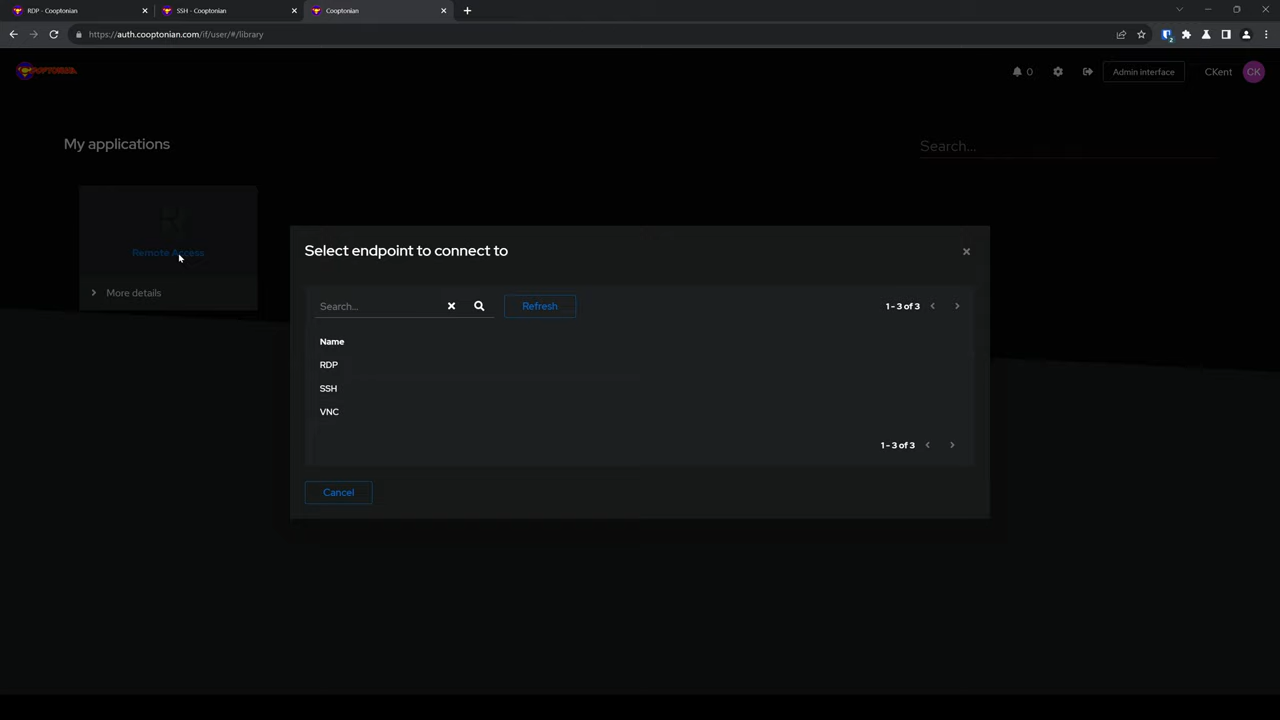 RDP - Cooptonian
SSH - Cooptonian
Cooptonian
https://auth.cooptonian.com/if/user/#/library
2
0
Admin interface
CKent
CK
My applications
Search...
Remote Access
More details
Select endpoint to connect to
Search...
Refresh
1 - 3 of 3
Name
RDP
SSH
VNC
1 - 3 of 3
Cancel